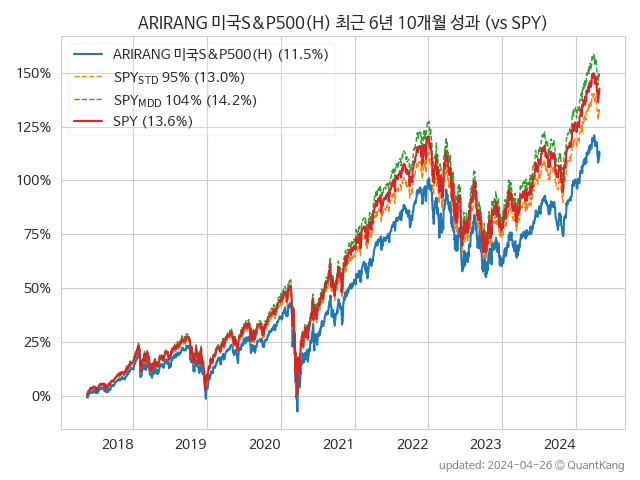 ARIRANG 미국S&P500(H) 최근 6년 10개월 성과 (vs SPY)
ARIRANG 미국S&P500(H) (11.5%)
SPY_STD 95% (13.0%)
SPY_MDD 104% (14.2%)
SPY (13.6%)
150%
125%
100%
75%
50%
25%
0%
2018 2019 2020 2021 2022 2023 2024
updated: 2024-04-26 © QuantKang